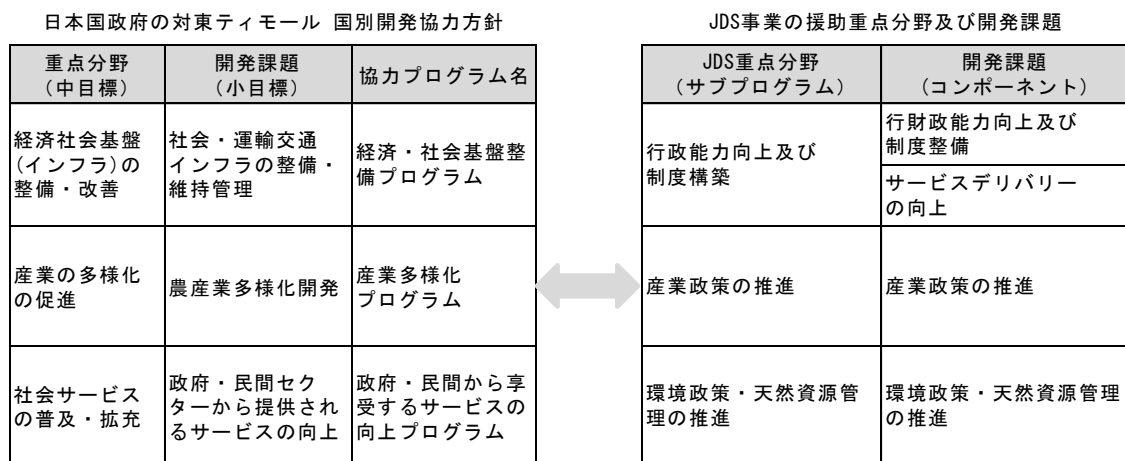 日本国政府の対東ティモール 国別開発協力方針
重点分野
(中目標)
開発課題
(小目標)
協力プログラム名
経済社会基盤
(インフラ)の
整備・改善
社会・運輸交通
インフラの整備・
維持管理
経済・社会基盤整
備プログラム
産業の多様化
の促進
農産業多様化開発
産業多様化
プログラム
社会サービス
の普及・拡充
政府・民間セク
ターから提供され
るサービスの向上
政府・民間から享
受するサービスの
向上プログラム
JDS事業の援助重点分野及び開発課題
JDS重点分野
(サブプログラム)
開発課題
(コンポーネント)
行政能力向上及び
制度構築
行財政能力向上及び
制度整備
サービスデリバリー
の向上
産業政策の推進
産業政策の推進
環境政策・天然資源管
理の推進
環境政策・天然資源管理
の推進